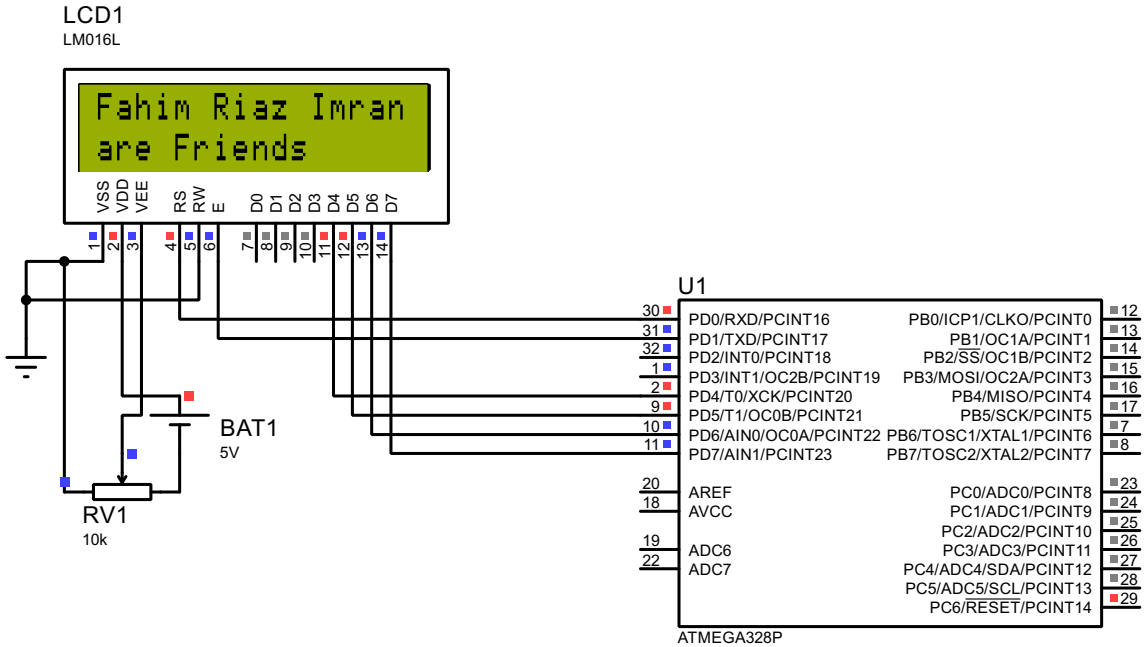 LCD1
LM016L
Fahim Riaz Imran
are Friends
VSS
VDD
VEE
RS
RW
E
D0
D1
D2
D3
D4
D5
D6
D7
1
2
3
4
5
6
7
8
9
10
11
12
13
14
BAT1
5V
RV1
10k
U1
30 PD0/RXD/PCINT16
31 PD1/TXD/PCINT17
32 PD2/INT0/PCINT18
1 PD3/INT1/OC2B/PCINT19
2 PD4/T0/XCK/PCINT20
9 PD5/T1/OC0B/PCINT21
10 PD6/AIN0/OC0A/PCINT22
11 PD7/AIN1/PCINT23
20 AREF
18 AVCC
19 ADC6
22 ADC7
PB0/ICP1/CLKO/PCINT0 12
PB1/OC1A/PCINT1 13
PB2/SS/OC1B/PCINT2 14
PB3/MOSI/OC2A/PCINT3 15
PB4/MISO/PCINT4 16
PB5/SCK/PCINT5 17
PB6/TOSC1/XTAL1/PCINT6 7
PB7/TOSC2/XTAL2/PCINT7 8
PC0/ADC0/PCINT8 23
PC1/ADC1/PCINT9 24
PC2/ADC2/PCINT10 25
PC3/ADC3/PCINT11 26
PC4/ADC4/SDA/PCINT12 27
PC5/ADC5/SCL/PCINT13 28
PC6/RESET/PCINT14 29
ATMEGA328P